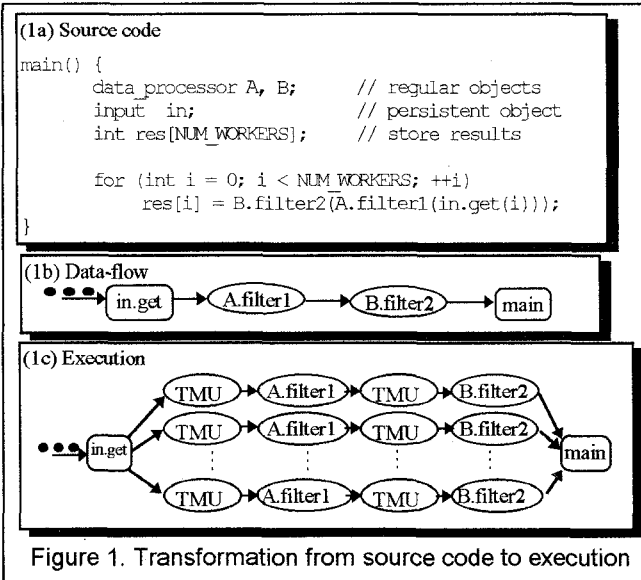 (1a) Source code
main() {
data_processor A, B; // regular objects
input in; // persistent object
int res[NUM_WORKERS]; // store results
for (int i = 0; i < NUM_WORKERS; ++i)
res[i] = B.filter2(A.filter1(in.get(i)));
}
(1b) Data-flow
in.get A.filter1 B.filter2 main
(1c) Execution
TMU A.filter1 TMU B.filter2
TMU A.filter1 TMU B.filter2
in.get main
TMU A.filter1 TMU B.filter2
Figure 1. Transformation from source code to execution